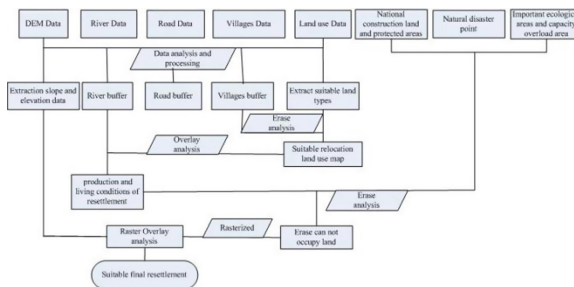 DEM Data
River Data
Road Data
Villages Data
Land use Data
National
construction land
and protected areas
Natural disaster
point
Important ecological
areas and capacity
overload area
Data analysis and
processing
Extraction slope and
elevation data
River buffer
Road buffer
Villages buffer
Extract suitable land
types
Erase
analysis
Overlay
analysis
Suitable relocation
land use map
production and
living conditions of
resettlement
Erase
analysis
Raster Overlay
analysis
Rasterized
Erase can not
occupy land
Suitable final resettlement